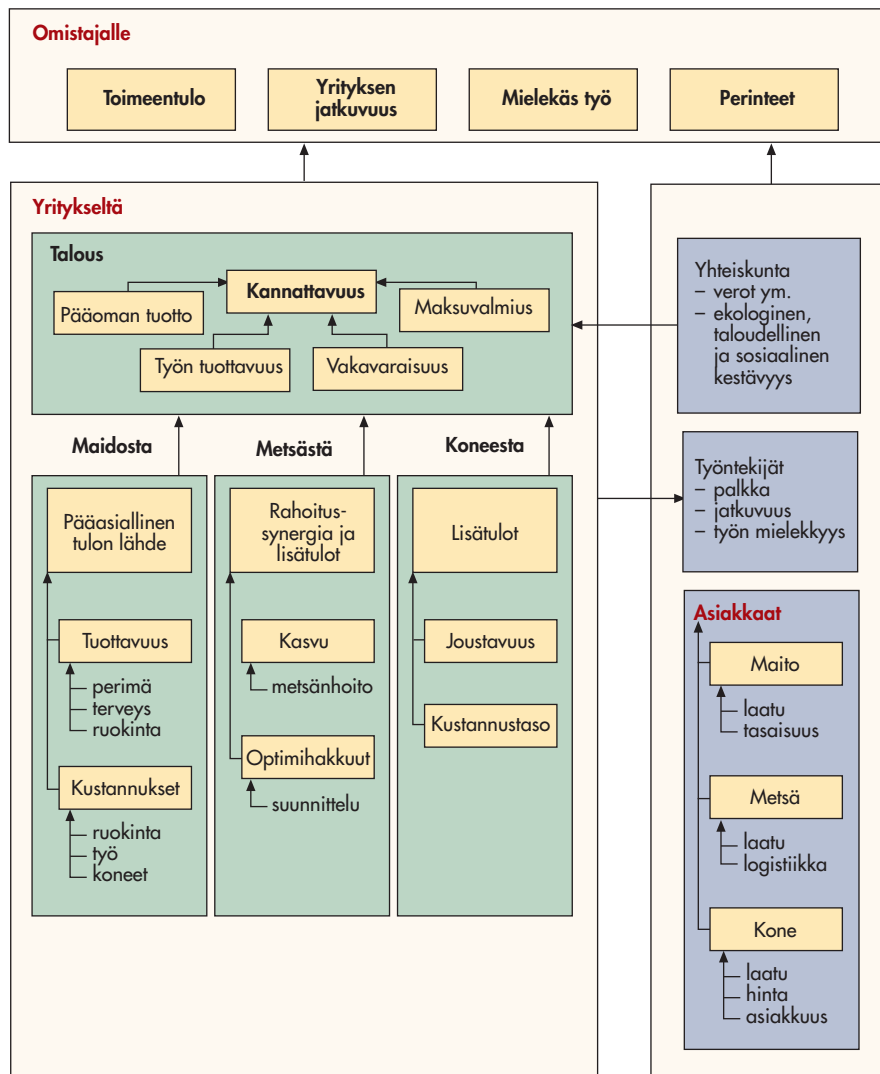 Omistajalle
Toimeentulo
Yrityksen
jatkuvuus
Mielekäs työ
Perinteet
Yritykseltä
Talous
Kannattavuus
Pääoman tuotto
Maksuvalmius
Työn tuottavuus
Vakavaraisuus
Maidosta
Metsästä
Koneesta
Pääasiallinen
tulon lähde
Tuottavuus
perimä
terveys
ruokinta
Kustannukset
ruokinta
työ
koneet
Rahoitus-
synergia ja
lisätulot
Kasvu
metsänhoito
Optimihakkuut
suunnittelu
Lisätulot
Joustavuus
Kustannustaso
Yhteiskunta
– verot ym.
– ekologinen,
taloudellinen
ja sosiaalinen
kestävyys
Työntekijät
– palkka
– jatkuvuus
– työn mielekkyys
Asiakkaat
Maito
laatu
tasaisuus
Metsä
laatu
logistiikka
Kone
laatu
hinta
asiakkuus